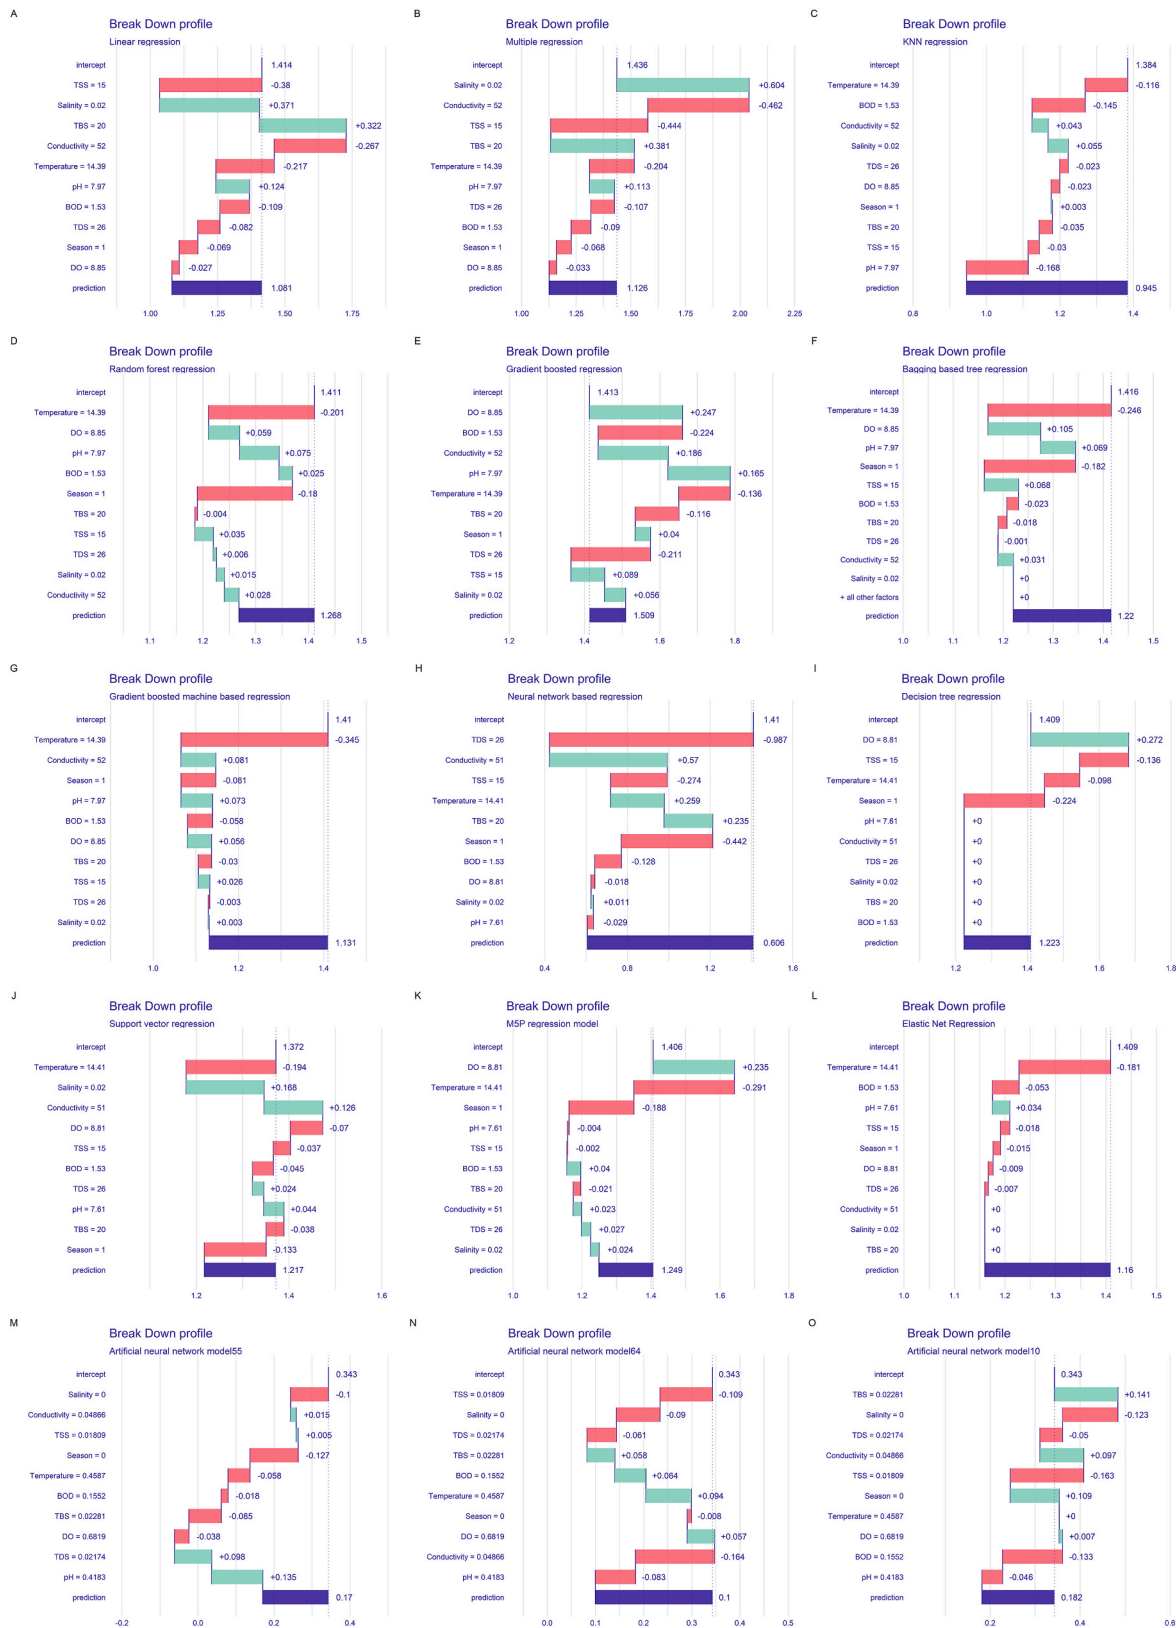 A
Break Down profile
Linear regression
intercept 1.414
TSS = 15 -0.38
Salinity = 0.02 +0.371
TBS = 20 +0.322
Conductivity = 52 -0.267
Temperature = 14.39 -0.217
pH = 7.97 +0.124
BOD = 1.53 -0.109
TDS = 26 -0.082
Season = 1 -0.069
DO = 8.85 -0.027
prediction 1.081
1.00 1.25 1.50 1.75
B
Break Down profile
Multiple regression
intercept 1.436
Salinity = 0.02 +0.604
Conductivity = 52 -0.462
TSS = 15 -0.444
TBS = 20 +0.381
Temperature = 14.39 -0.204
pH = 7.97 +0.113
TDS = 26 -0.107
BOD = 1.53 -0.09
Season = 1 -0.068
DO = 8.85 -0.033
prediction 1.126
1.00 1.25 1.50 1.75 2.00 2.25
C
Break Down profile
KNN regression
intercept 1.384
Temperature = 14.39 -0.116
BOD = 1.53 -0.145
Conductivity = 52 +0.043
Salinity = 0.02 +0.055
TDS = 26 -0.023
DO = 8.85 -0.023
Season = 1 +0.003
TBS = 20 -0.035
TSS = 15 -0.03
pH = 7.97 -0.168
prediction 0.945
0.8 1.0 1.2 1.4
D
Break Down profile
Random forest regression
intercept 1.411
Temperature = 14.39 -0.201
DO = 8.85 +0.059
pH = 7.97 +0.075
BOD = 1.53 +0.025
Season = 1 -0.18
TBS = 20 -0.004
TSS = 15 +0.035
TDS = 26 +0.006
Salinity = 0.02 +0.015
Conductivity = 52 +0.028
prediction 1.268
1.1 1.2 1.3 1.4 1.5
E
Break Down profile
Gradient boosted regression
intercept 1.413
DO = 8.85 +0.247
BOD = 1.53 -0.224
Conductivity = 52 +0.186
pH = 7.97 +0.165
Temperature = 14.39 -0.136
TBS = 20 -0.116
Season = 1 +0.04
TDS = 26 -0.211
TSS = 15 +0.089
Salinity = 0.02 +0.056
prediction 1.509
1.2 1.4 1.6 1.8
F
Break Down profile
Bagging based tree regression
intercept 1.416
Temperature = 14.39 -0.246
DO = 8.85 +0.105
pH = 7.97 +0.069
Season = 1 -0.182
TSS = 15 +0.068
BOD = 1.53 -0.023
TBS = 20 -0.018
TDS = 26 -0.001
Conductivity = 52 +0.031
Salinity = 0.02 +0
+ all other factors +0
prediction 1.22
1.0 1.1 1.2 1.3 1.4 1.5
G
Break Down profile
Gradient boosted machine based regression
intercept 1.41
Temperature = 14.39 -0.345
Conductivity = 52 +0.081
Season = 1 -0.081
pH = 7.97 +0.073
BOD = 1.53 -0.058
DO = 8.85 +0.056
TBS = 20 -0.03
TSS = 15 +0.026
TDS = 26 -0.003
Salinity = 0.02 +0.003
prediction 1.131
1.0 1.2 1.4
H
Break Down profile
Neural network based regression
intercept 1.41
TDS = 26 -0.987
Conductivity = 51 +0.57
TSS = 15 -0.274
Temperature = 14.41 +0.259
TBS = 20 +0.235
Season = 1 -0.442
BOD = 1.53 -0.128
DO = 8.81 -0.018
Salinity = 0.02 +0.011
pH = 7.61 -0.029
prediction 0.606
0.4 0.8 1.2 1.6
I
Break Down profile
Decision tree regression
intercept 1.409
DO = 8.81 +0.272
TSS = 15 -0.136
Temperature = 14.41 -0.098
Season = 1 -0.224
pH = 7.61 +0
Conductivity = 51 +0
TDS = 26 +0
Salinity = 0.02 +0
TBS = 20 +0
BOD = 1.53 +0
prediction 1.223
1.2 1.4 1.6 1.8
J
Break Down profile
Support vector regression
intercept 1.372
Temperature = 14.41 -0.194
Salinity = 0.02 +0.168
Conductivity = 51 +0.126
DO = 8.81 -0.07
TSS = 15 -0.037
BOD = 1.53 -0.045
TDS = 26 +0.024
pH = 7.61 +0.044
TBS = 20 -0.038
Season = 1 -0.133
prediction 1.217
1.2 1.4 1.6
K
Break Down profile
M5P regression model
intercept 1.406
DO = 8.81 +0.235
Temperature = 14.41 -0.291
Season = 1 -0.188
pH = 7.61 -0.004
TSS = 15 -0.002
BOD = 1.53 +0.04
TBS = 20 -0.021
Conductivity = 51 +0.023
TDS = 26 +0.027
Salinity = 0.02 +0.024
prediction 1.249
1.0 1.2 1.4 1.6 1.8
L
Break Down profile
Elastic Net Regression
intercept 1.409
Temperature = 14.41 -0.181
BOD = 1.53 -0.053
pH = 7.61 +0.034
TSS = 15 -0.018
Season = 1 -0.015
DO = 8.81 -0.009
TDS = 26 -0.007
Conductivity = 51 +0
Salinity = 0.02 +0
TBS = 20 +0
prediction 1.16
1.0 1.1 1.2 1.3 1.4 1.5
M
Break Down profile
Artificial neural network model55
intercept 0.343
Salinity = 0 -0.1
Conductivity = 0.04866 +0.015
TSS = 0.01809 +0.005
Season = 0 -0.127
Temperature = 0.4587 -0.058
BOD = 0.1552 -0.018
TBS = 0.02281 -0.085
DO = 0.6819 -0.038
TDS = 0.02174 +0.098
pH = 0.4183 +0.135
prediction 0.17
-0.2 0.0 0.2 0.4
N
Break Down profile
Artificial neural network model64
intercept 0.343
TSS = 0.01809 -0.109
Salinity = 0 -0.09
TDS = 0.02174 -0.061
TBS = 0.02281 +0.058
BOD = 0.1552 +0.064
Temperature = 0.4587 +0.094
Season = 0 -0.008
DO = 0.6819 +0.057
Conductivity = 0.04866 -0.164
pH = 0.4183 -0.083
prediction 0.1
0.0 0.1 0.2 0.3 0.4 0.5
O
Break Down profile
Artificial neural network model10
intercept 0.343
TBS = 0.02281 +0.141
Salinity = 0 -0.123
TDS = 0.02174 -0.05
Conductivity = 0.04866 +0.097
TSS = 0.01809 -0.163
Season = 0 +0.109
Temperature = 0.4587 +0
DO = 0.6819 +0.007
BOD = 0.1552 -0.133
pH = 0.4183 -0.046
prediction 0.182
0.2 0.4 0.6